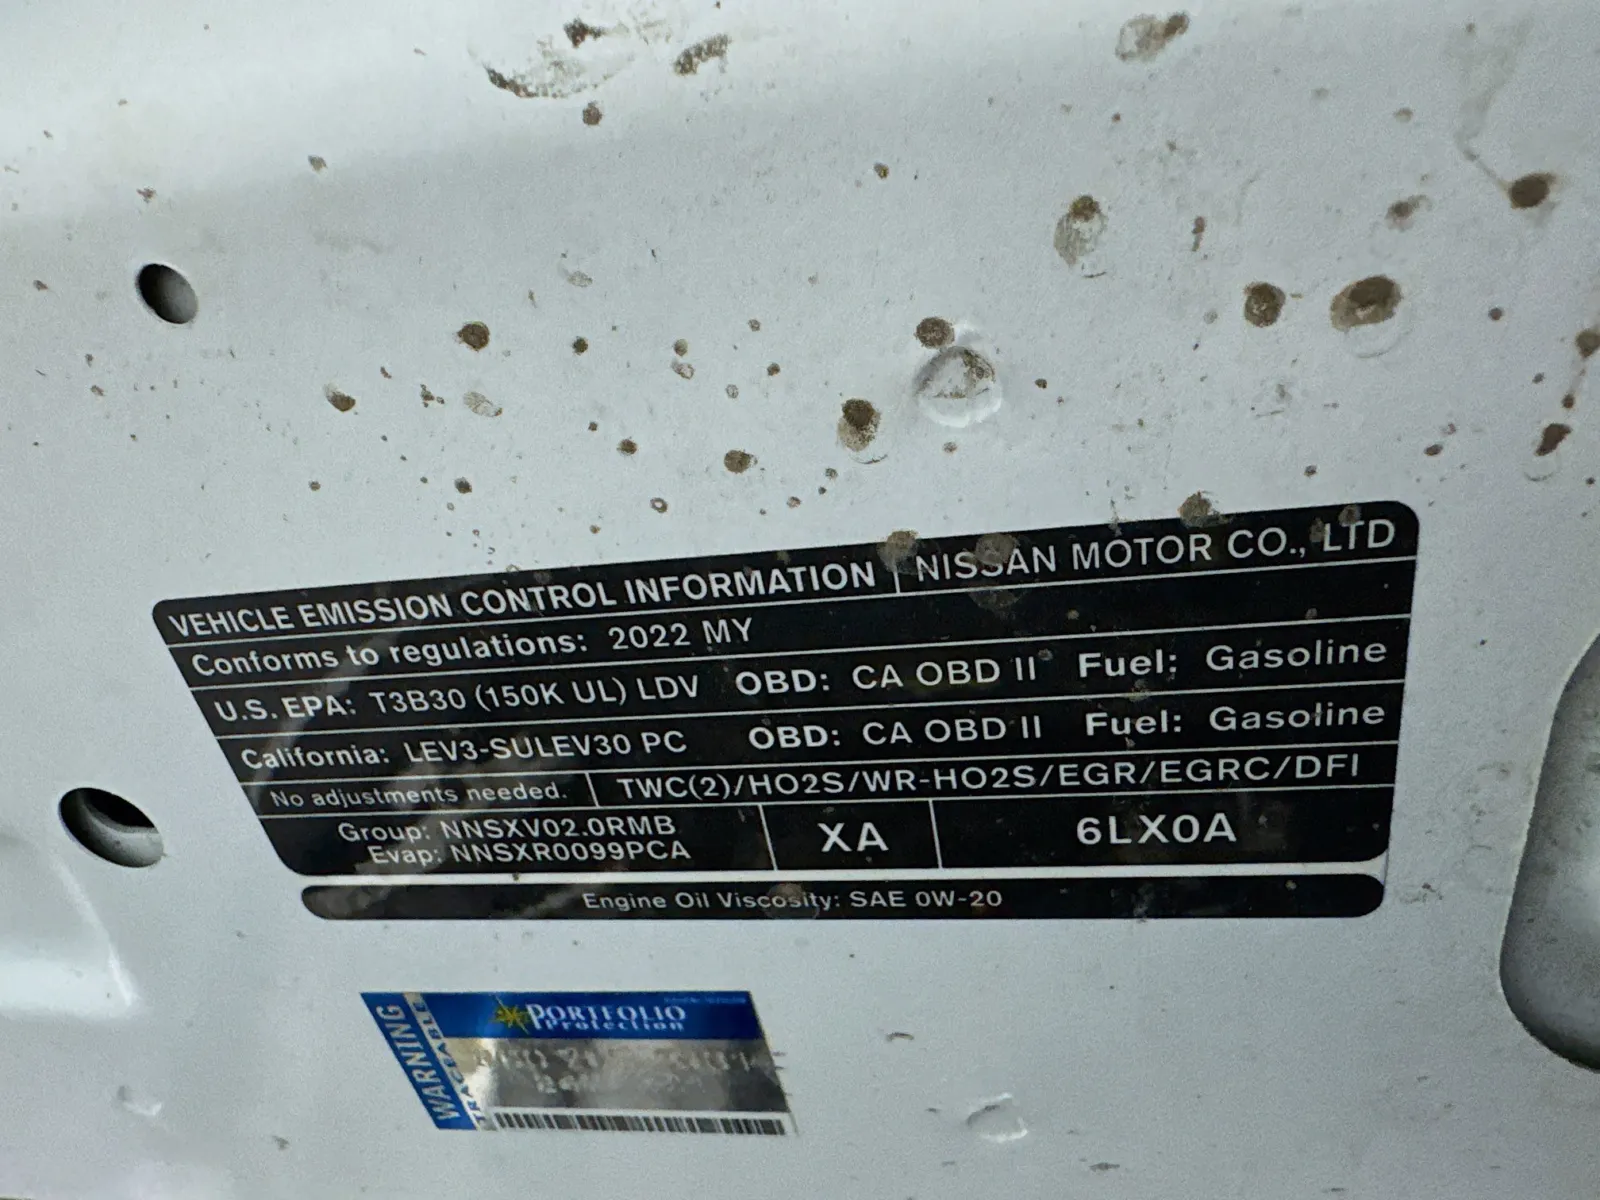 VEHICLE EMISSION CONTROL INFORMATION NISSAN MOTOR CO., LTD
Conforms to regulations: 2022 MY
U.S. EPA: T3B30 (150K UL) LDV OBD: CA OBD II Fuel: Gasoline
California: LEV3-SULEV30 PC OBD: CA OBD II Fuel: Gasoline
No adjustments needed. TWC(2)/HO2S/WR-HO2S/EGR/EGRC/DFI
Group: NNSXV02.0RMB
Evap: NNSXR0099PCA
XA
6LX0A
Engine Oil Viscosity: SAE 0W-20
WARNING
TRACEABLE
PORTFOLIO
Protection